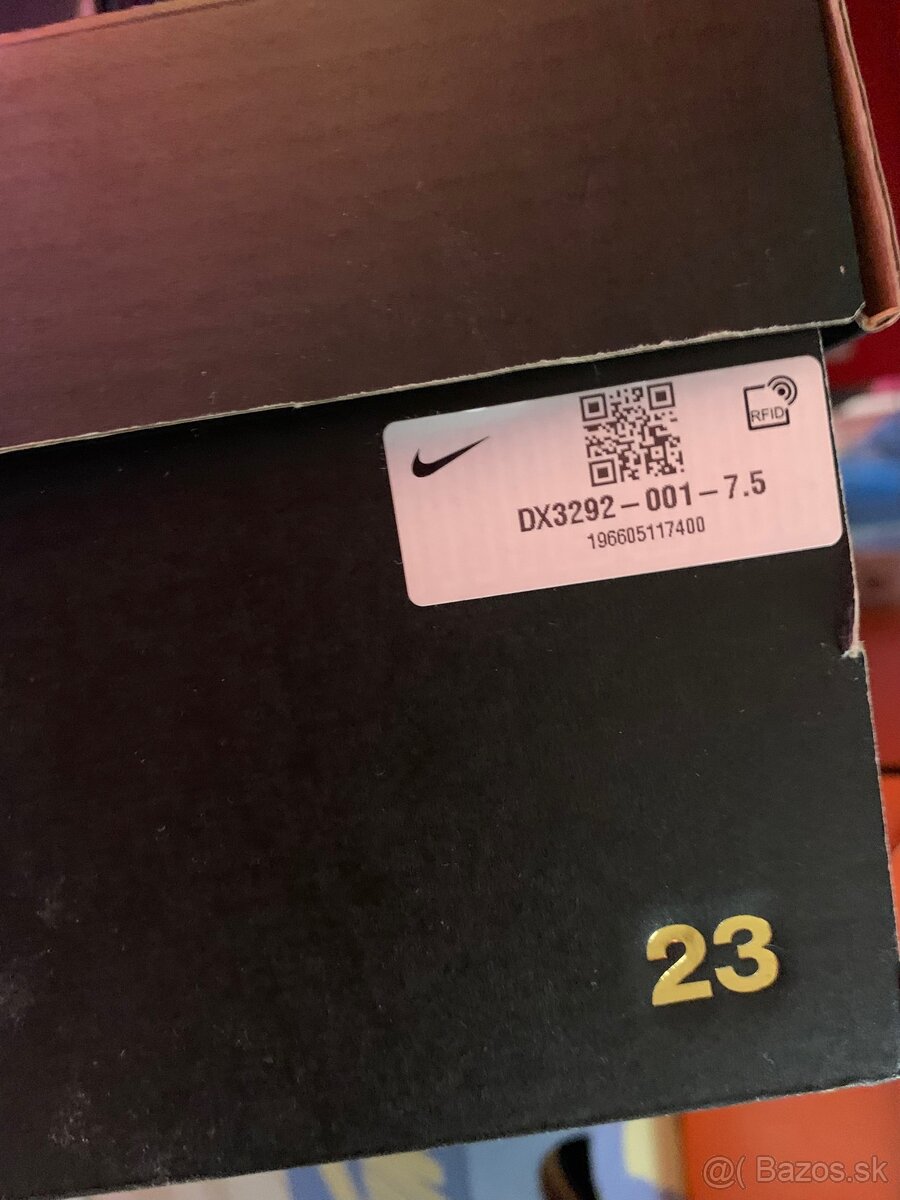 RFID
DX3292-001-7.5
196605117400
23
@( Bazos.sk